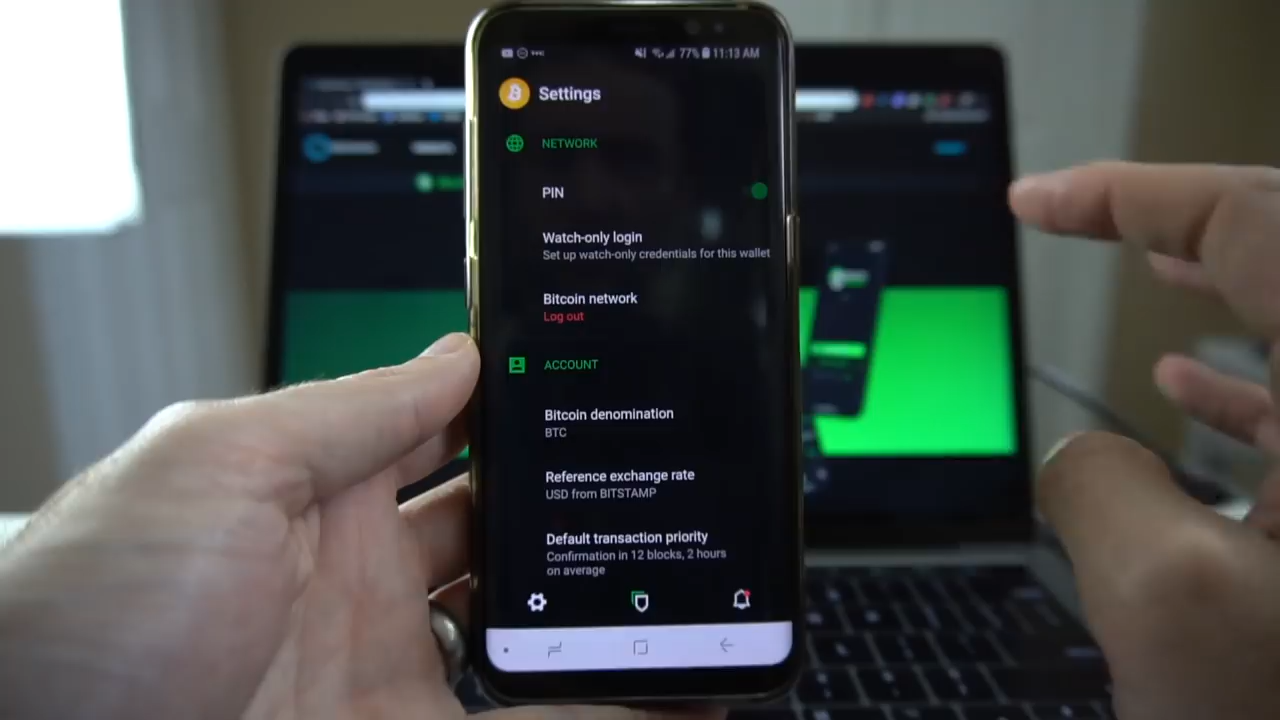 77% 11:13 AM
Settings
NETWORK
PIN
Watch-only login
Set up watch-only credentials for this wallet
Bitcoin network
Log out
ACCOUNT
Bitcoin denomination
BTC
Reference exchange rate
USD from BITSTAMP
Default transaction priority
Confirmation in 12 blocks, 2 hours
on average